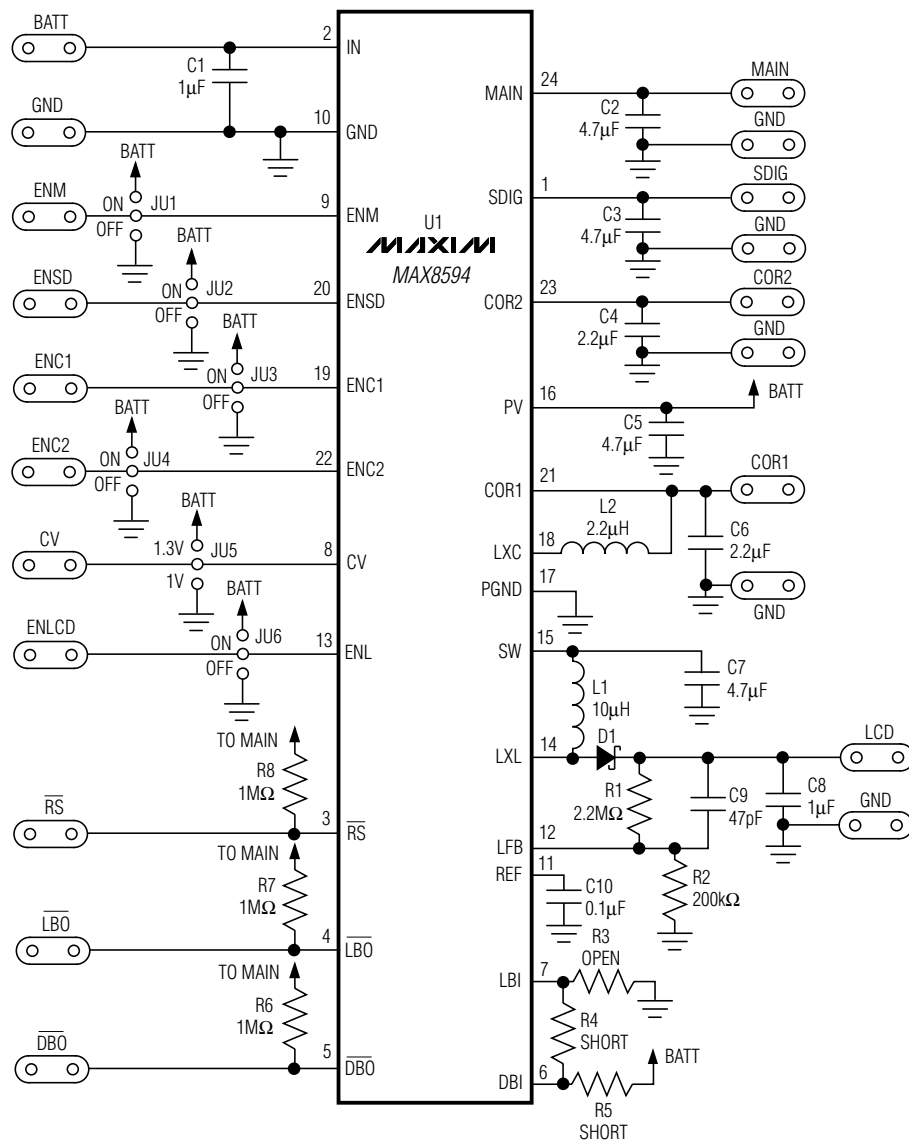 BATT
2
IN
C1
1µF
GND
10
GND
BATT
ENM
ON
JU1
OFF
9
ENM
BATT
ENSD
ON
JU2
OFF
20
ENSD
BATT
ENC1
ON
JU3
OFF
19
ENC1
BATT
ENC2
ON
JU4
OFF
22
ENC2
BATT
CV
1.3V
JU5
1V
8
CV
BATT
ENLCD
ON
JU6
OFF
13
ENL
TO MAIN
R8
1MΩ
RS
3
RS
TO MAIN
R7
1MΩ
LBO
4
LBO
TO MAIN
R6
1MΩ
DBO
5
DBO
U1
MAXIM
MAX8594
MAIN
24
MAIN
C2
4.7µF
GND
SDIG
1
SDIG
C3
4.7µF
GND
COR2
23
COR2
C4
2.2µF
GND
PV
16
BATT
C5
4.7µF
COR1
21
COR1
L2
2.2µH
LXC
18
C6
2.2µF
PGND
17
GND
SW
15
C7
4.7µF
L1
10µH
LXL
14
D1
LCD
R1
2.2MΩ
C9
47pF
C8
1µF
GND
LFB
12
REF
11
R2
200kΩ
C10
0.1µF
R3
OPEN
LBI
7
R4
SHORT
BATT
DBI
6
R5
SHORT